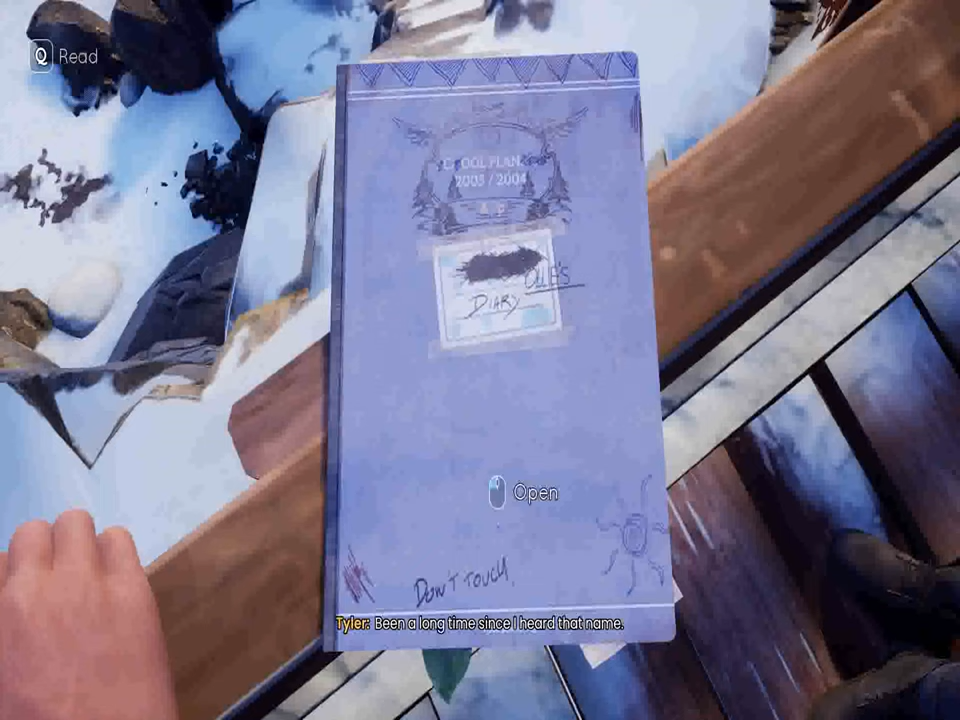 Q Read
2003 / 2004
OLLIE'S
DIARY
Open
DON'T TOUCH
Tyler: Been a long time since I heard that name.